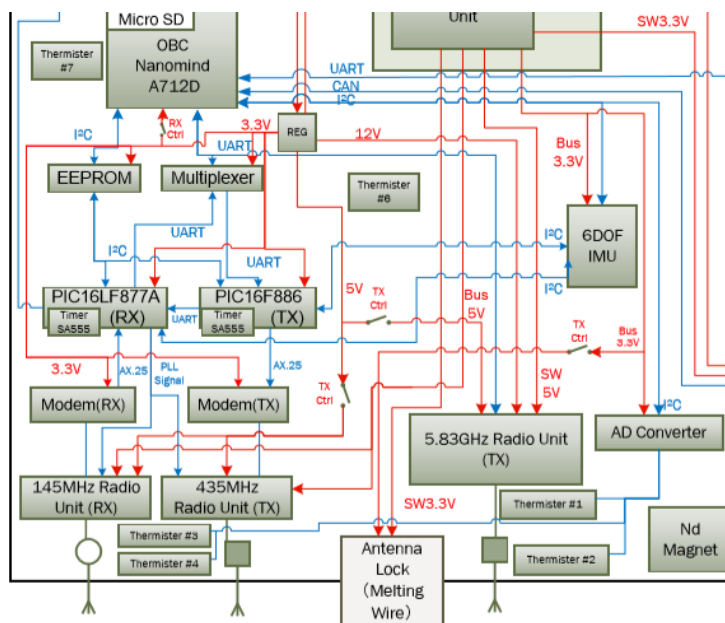 Micro SD
Unit
SW3.3V
OBC
Nanomind
A712D
Thermister
#7
UART
CAN
I²C
RX
Ctrl
3.3V
REG
12V
I²C
UART
Bus
3.3V
EEPROM
Multiplexer
Thermister
#6
UART
I²C
UART
I²C
6DOF
IMU
I²C
PIC16LF877A
(RX)
Timer
SA555
UART
PIC16F886
(TX)
Timer
SA555
5V
TX
Ctrl
Bus
5V
TX
Ctrl
Bus
3.3V
3.3V
AX.25
PLL
Signal
AX.25
TX
Ctrl
SW
5V
Modem(RX)
Modem(TX)
I²C
5.83GHz Radio Unit
(TX)
AD Converter
145MHz Radio
Unit (RX)
435MHz
Radio Unit (TX)
SW3.3V
Thermister #1
Thermister #3
Thermister #4
Thermister #2
Antenna
Lock
(Melting
Wire)
Nd
Magnet